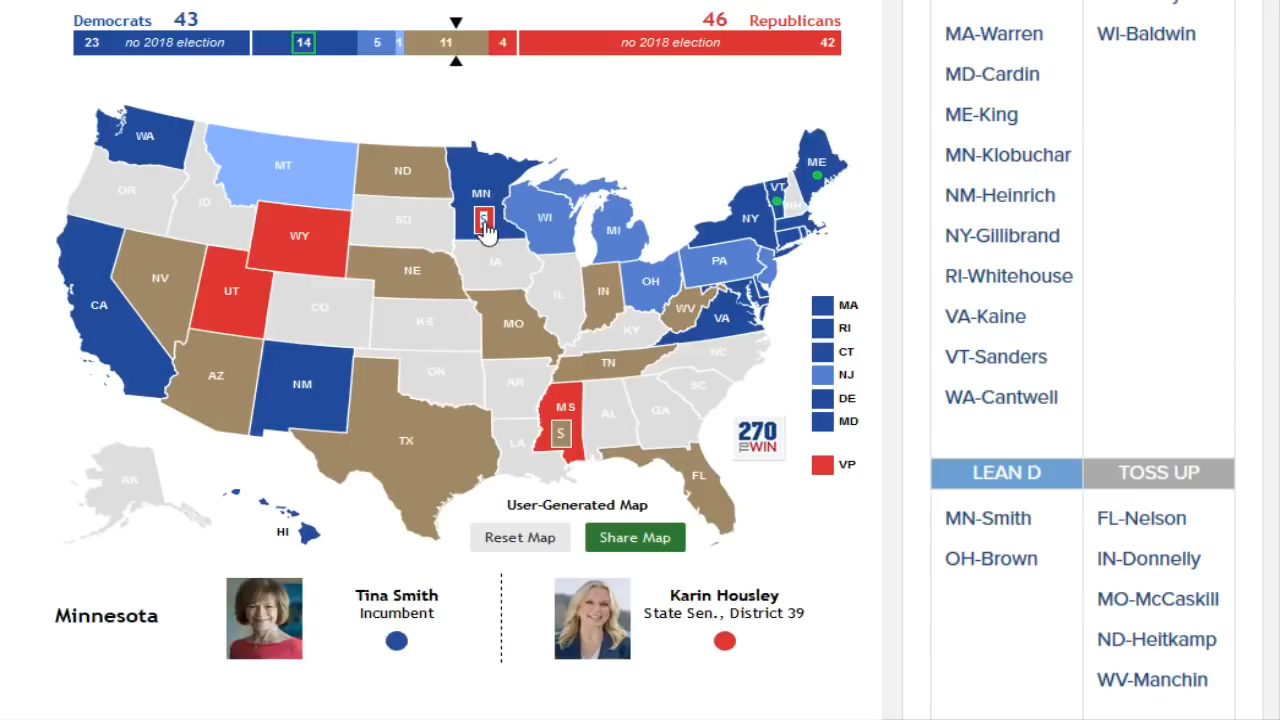 Democrats 43
46 Republicans
23 no 2018 election 14 5 1 11 4 no 2018 election 42
WA
MT
ND
MN
ME
VT
NH
OR
ID
SD
S
WI
MI
NY
WY
IA
PA
NE
NV
UT
CO
IL
IN
OH
WV
VA
CA
KS
MO
KY
TN
NC
AZ
NM
OK
AR
SC
MS
AL
GA
S
TX
LA
FL
AK
HI
MA
RI
CT
NJ
DE
MD
VP
270
TO WIN
User-Generated Map
Reset Map
Share Map
Minnesota
Tina Smith
Incumbent
Karin Housley
State Sen., District 39
MA-Warren
WI-Baldwin
MD-Cardin
ME-King
MN-Klobuchar
NM-Heinrich
NY-Gillibrand
RI-Whitehouse
VA-Kaine
VT-Sanders
WA-Cantwell
LEAN D
TOSS UP
MN-Smith
FL-Nelson
OH-Brown
IN-Donnelly
MO-McCaskill
ND-Heitkamp
WV-Manchin